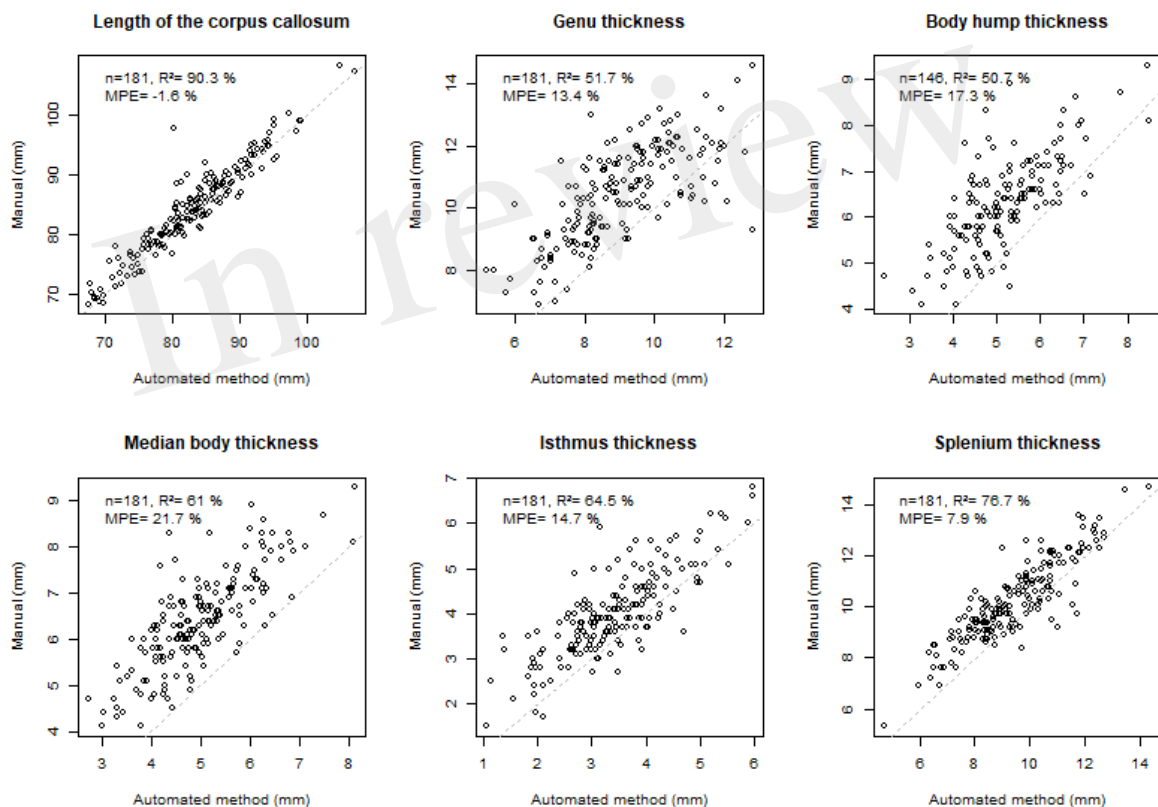 Length of the corpus callosum
n=181, R²= 90.3 %
MPE= -1.6 %
Manual (mm)
100
90
80
70
70 80 90 100
Automated method (mm)
Genu thickness
n=181, R²= 51.7 %
MPE= 13.4 %
Manual (mm)
14
12
10
8
6 8 10 12
Automated method (mm)
Body hump thickness
n=146, R²= 50.7 %
MPE= 17.3 %
Manual (mm)
9
8
7
6
5
4
3 4 5 6 7 8
Automated method (mm)
In review
Median body thickness
n=181, R²= 61 %
MPE= 21.7 %
Manual (mm)
9
8
7
6
5
4
3 4 5 6 7 8
Automated method (mm)
Isthmus thickness
n=181, R²= 64.5 %
MPE= 14.7 %
Manual (mm)
7
6
5
4
3
2
1 2 3 4 5 6
Automated method (mm)
Splenium thickness
n=181, R²= 76.7 %
MPE= 7.9 %
Manual (mm)
14
12
10
8
6
6 8 10 12 14
Automated method (mm)